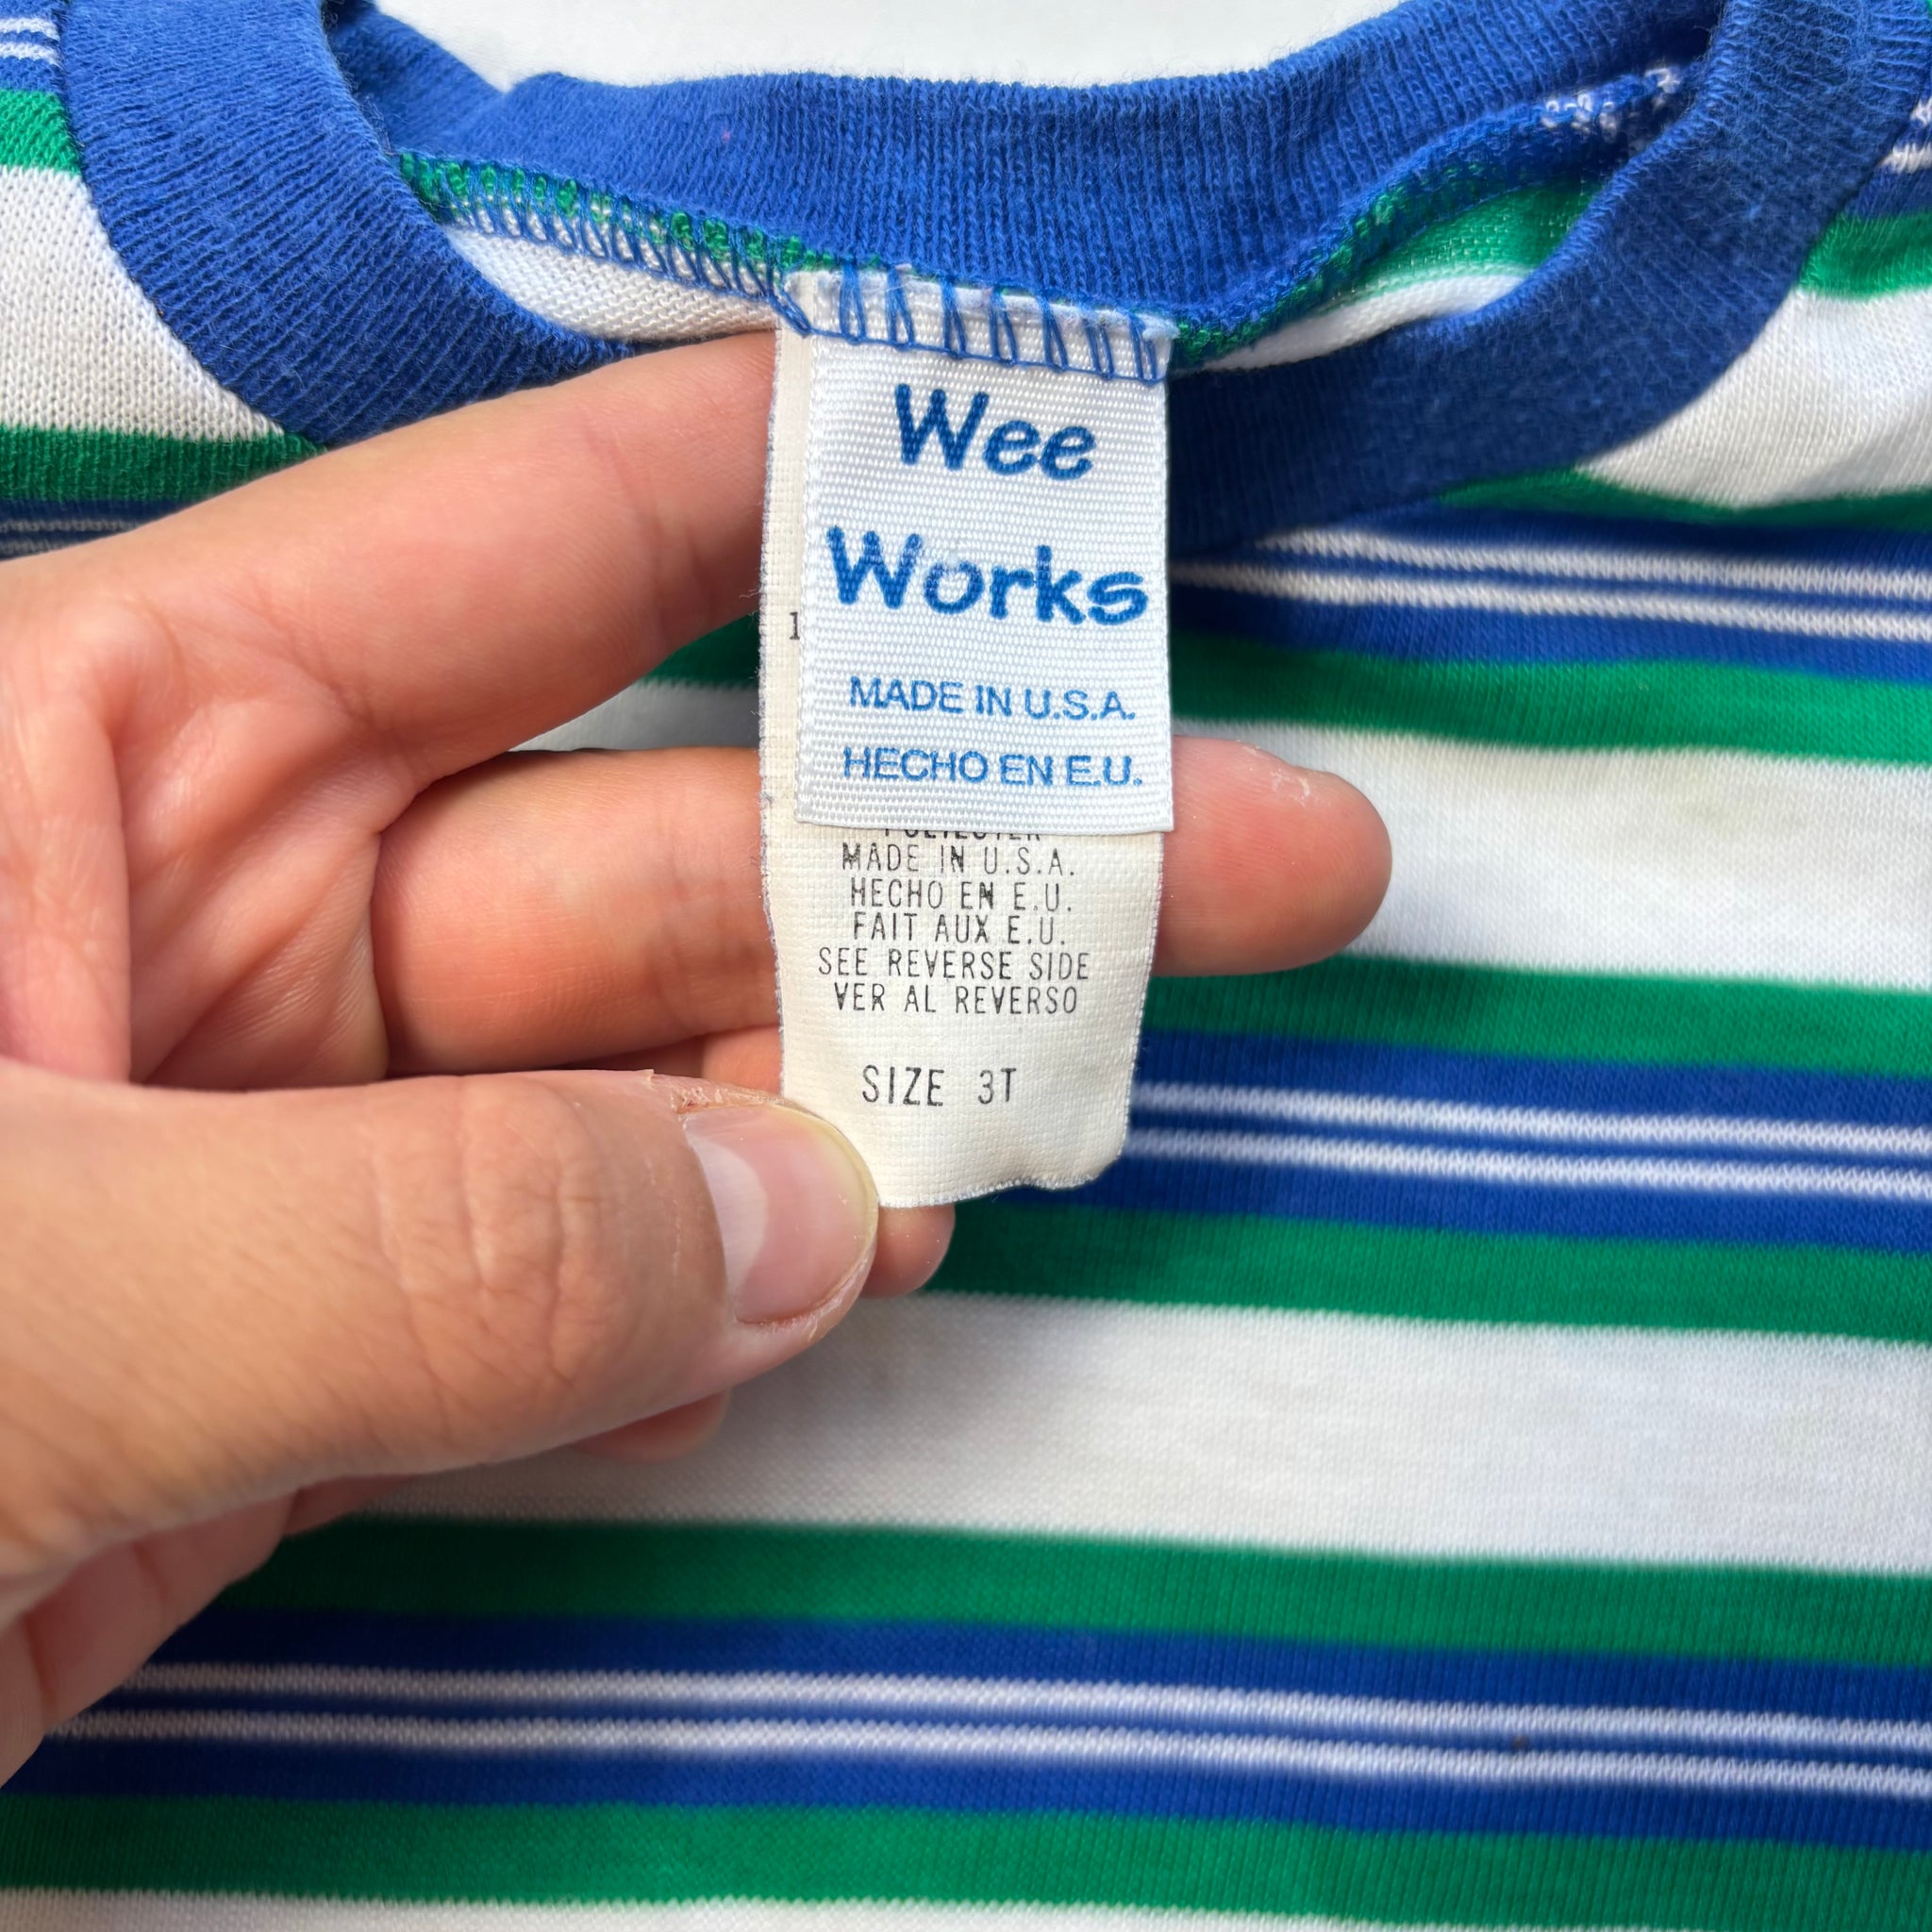 Wee
Works
MADE IN U.S.A.
HECHO EN E.U.
POLYESTER
MADE IN U.S.A.
HECHO EN E.U.
FAIT AUX E.U.
SEE REVERSE SIDE
VER AL REVERSO
SIZE 3T